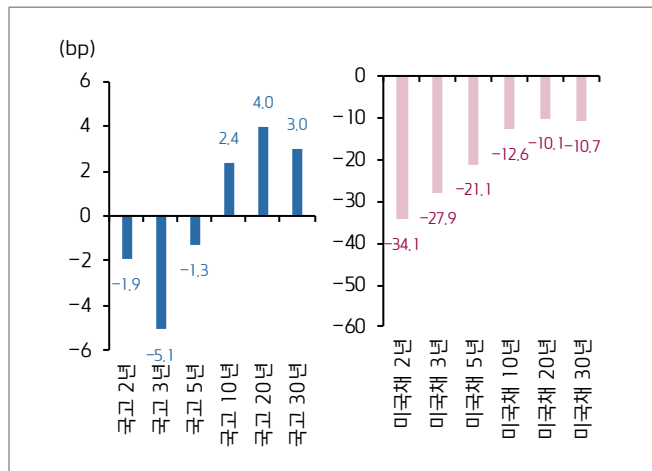 (bp)
6
4
2
0
-2
-4
-6
-1.9
-5.1
-1.3
2.4
4.0
3.0
국고 2년
국고 3년
국고 5년
국고 10년
국고 20년
국고 30년
0
-10
-20
-30
-40
-50
-60
-34.1
-27.9
-21.1
-12.6
-10.1
-10.7
미국채 2년
미국채 3년
미국채 5년
미국채 10년
미국채 20년
미국채 30년